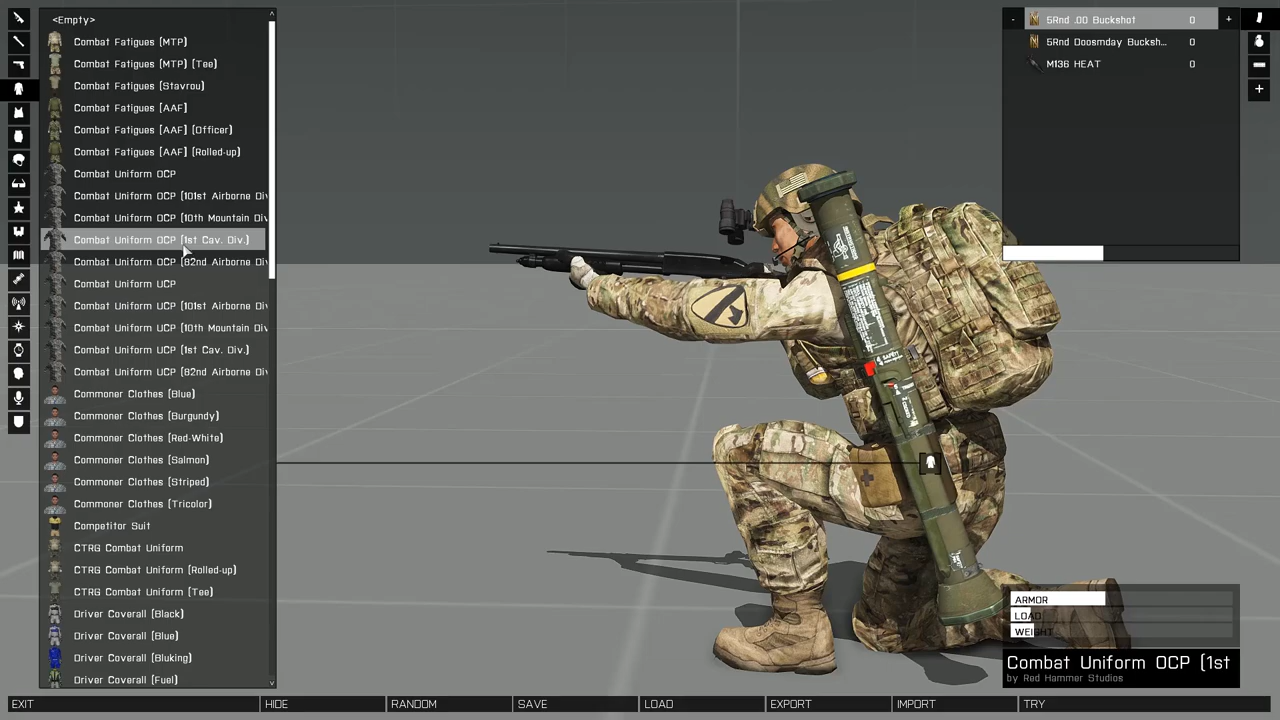 <Empty>
Combat Fatigues [MTP]
Combat Fatigues [MTP] [Tee]
Combat Fatigues [Stavrou]
Combat Fatigues [AAF]
Combat Fatigues [AAF] [Officer]
Combat Fatigues [AAF] [Rolled-up]
Combat Uniform OCP
Combat Uniform OCP [101st Airborne Div
Combat Uniform OCP [10th Mountain Div
Combat Uniform OCP [1st Cav. Div.]
Combat Uniform OCP [82nd Airborne Div
Combat Uniform UCP
Combat Uniform UCP [101st Airborne Div
Combat Uniform UCP [10th Mountain Div
Combat Uniform UCP [1st Cav. Div.]
Combat Uniform UCP [82nd Airborne Div
Commoner Clothes [Blue]
Commoner Clothes [Burgundy]
Commoner Clothes [Red-White]
Commoner Clothes [Salmon]
Commoner Clothes [Striped]
Commoner Clothes [Tricolor]
Competitor Suit
CTRG Combat Uniform
CTRG Combat Uniform [Rolled-up]
CTRG Combat Uniform [Tee]
Driver Coverall [Black]
Driver Coverall [Blue]
Driver Coverall [Bluking]
Driver Coverall [Fuel]
- 5Rnd .00 Buckshot 0 +
5Rnd Doosmday Bucksh... 0
M136 HEAT 0
+
ARMOR
LOAD
WEIGHT
Combat Uniform OCP [1st
by Red Hammer Studios
EXIT HIDE RANDOM SAVE LOAD EXPORT IMPORT TRY